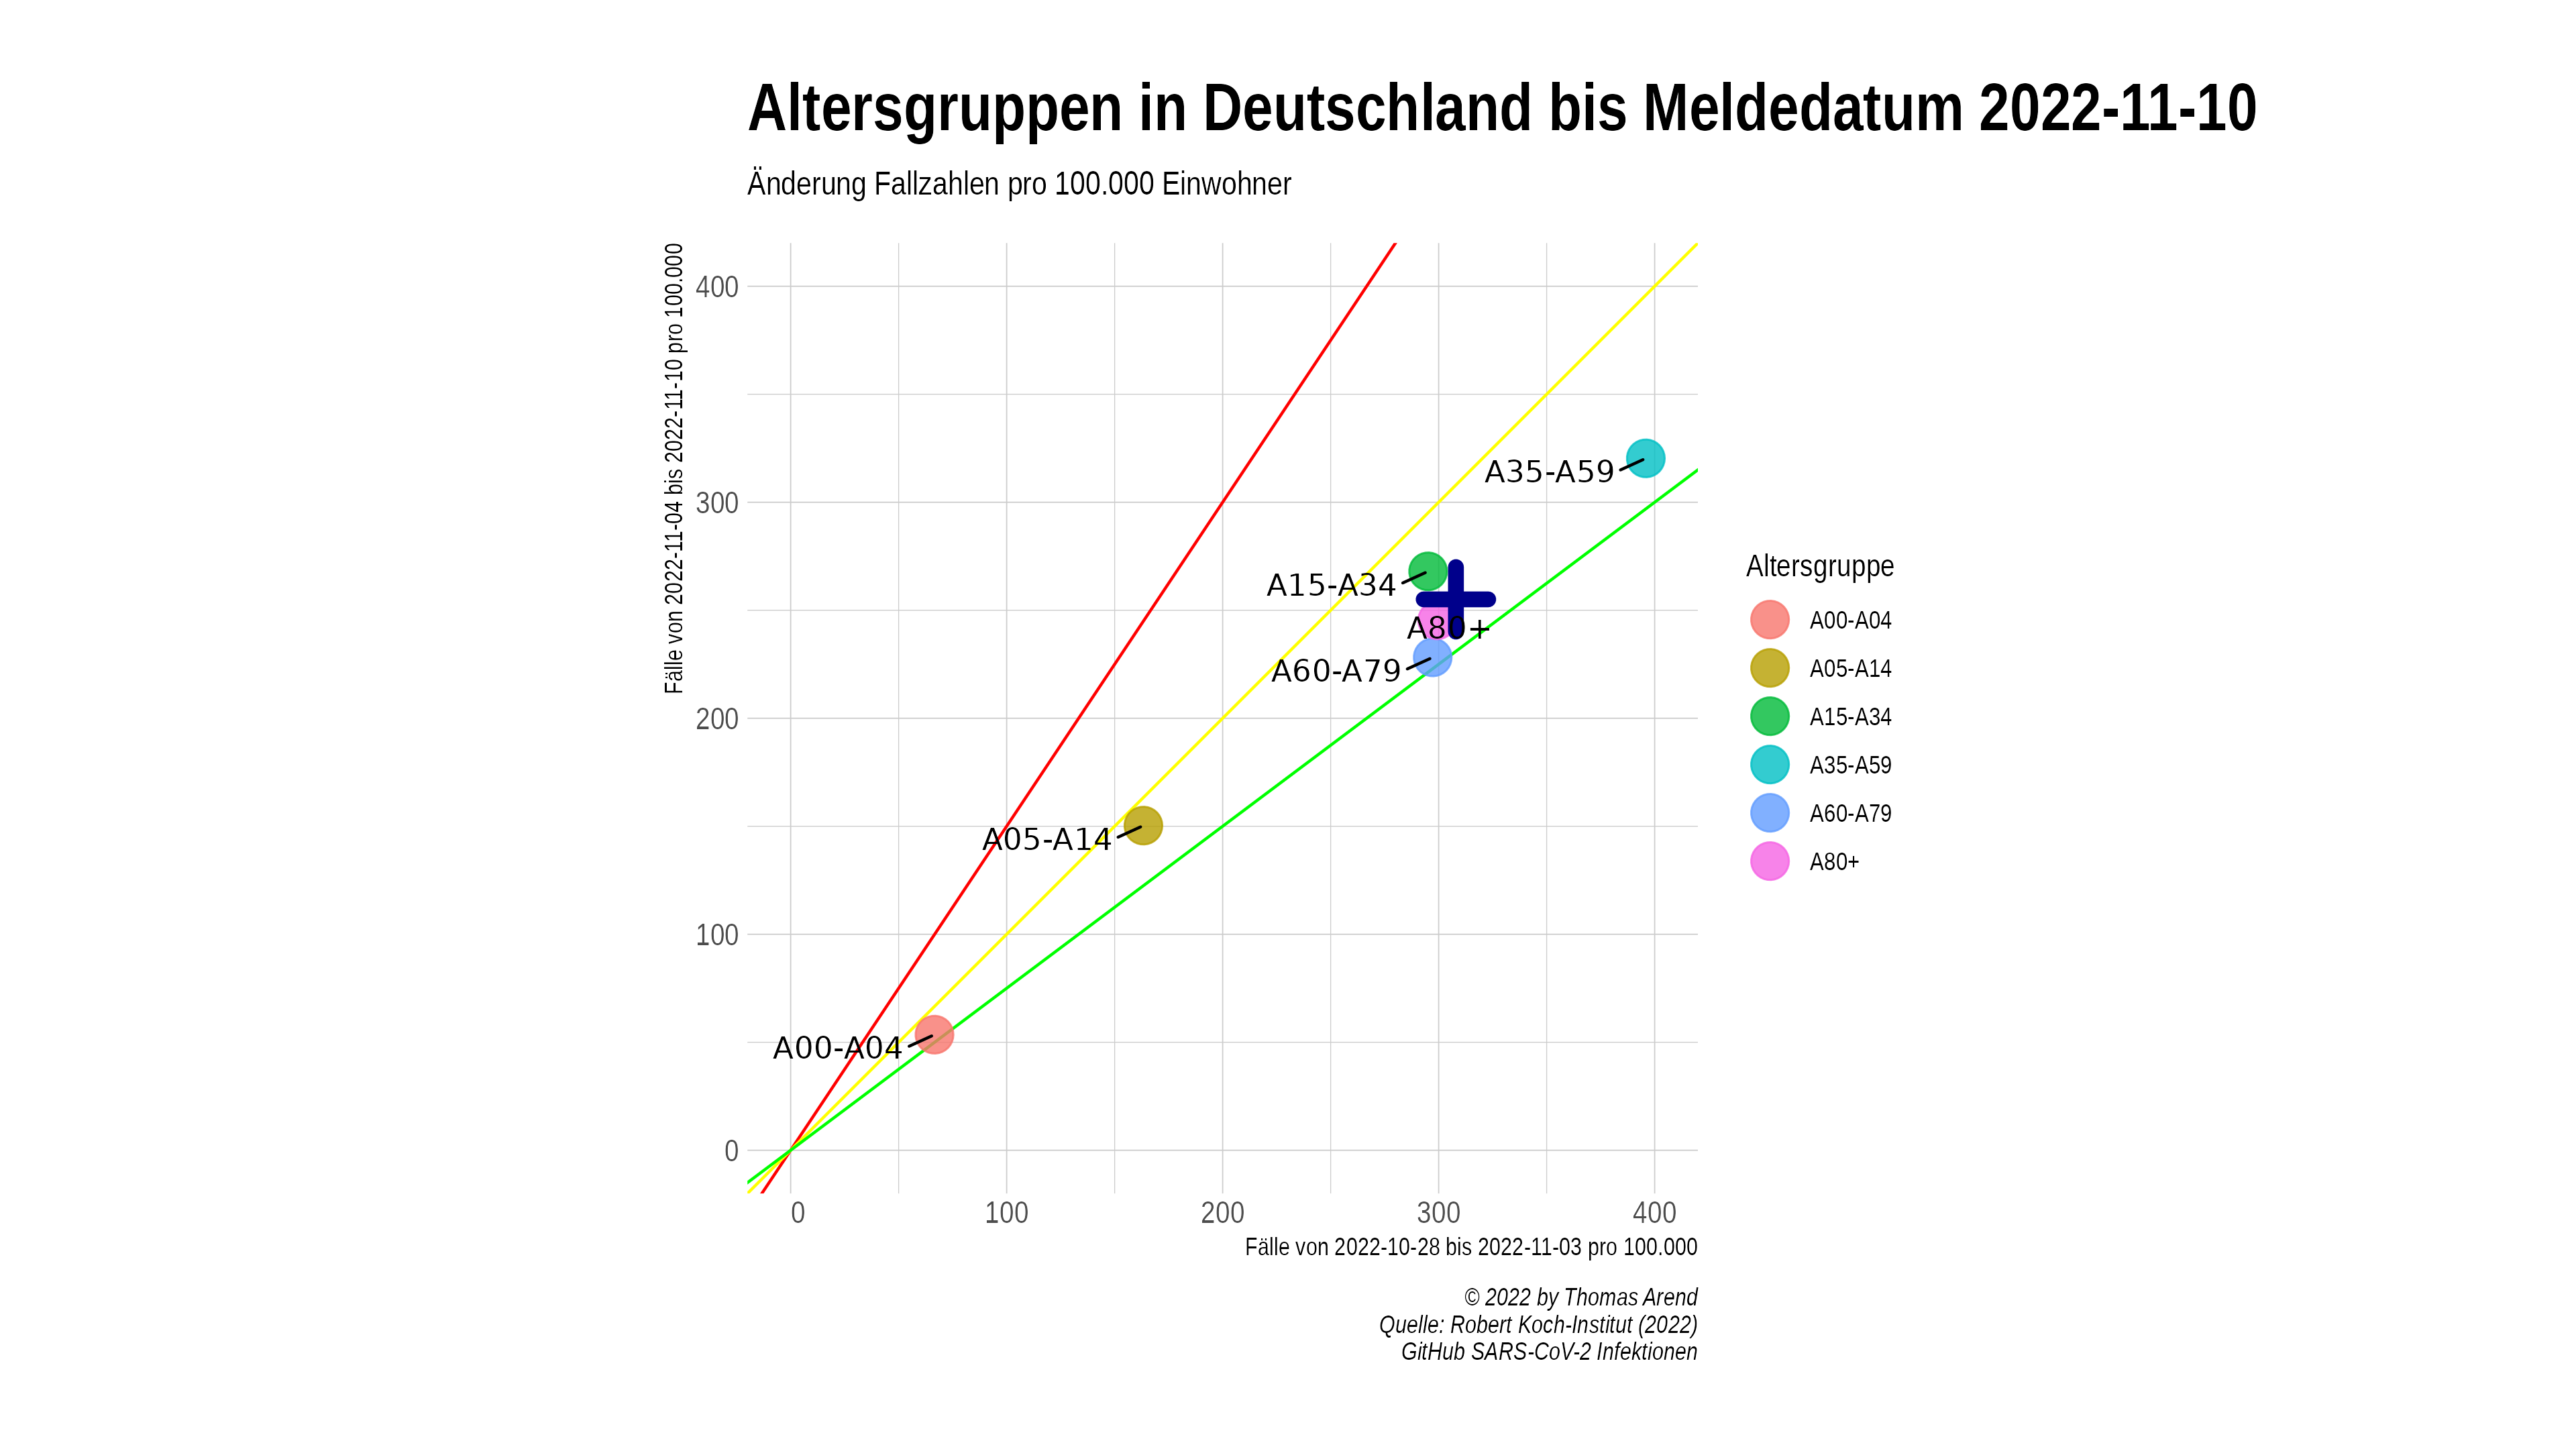 Altersgruppen in Deutschland bis Meldedatum 2022-11-10
Änderung Fallzahlen pro 100.000 Einwohner
Fälle von 2022-11-04 bis 2022-11-10 pro 100.000
400
300
200
100
0
A35-A59
A15-A34
A80+
A60-A79
A05-A14
A00-A04
0
100
200
300
400
Fälle von 2022-10-28 bis 2022-11-03 pro 100.000
Altersgruppe
A00-A04
A05-A14
A15-A34
A35-A59
A60-A79
A80+
© 2022 by Thomas Arend
Quelle: Robert Koch-Institut (2022)
GitHub SARS-CoV-2 Infektionen